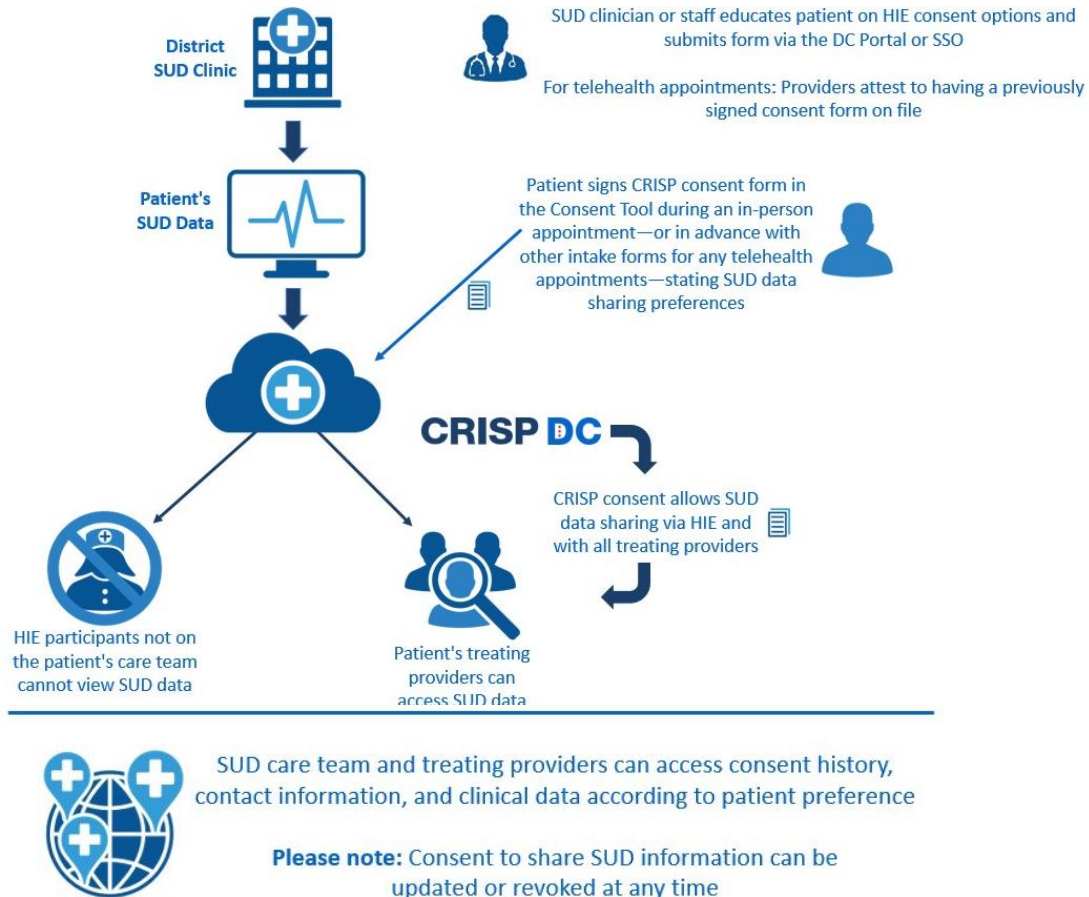 District
SUD Clinic
SUD clinician or staff educates patient on HIE consent options and
submits form via the DC Portal or SSO
For telehealth appointments: Providers attest to having a previously
signed consent form on file
Patient's
SUD Data
Patient signs CRISP consent form in
the Consent Tool during an in-person
appointment—or in advance with
other intake forms for any telehealth
appointments—stating SUD data
sharing preferences
CRISP DC
CRISP consent allows SUD
data sharing via HIE and
with all treating providers
HIE participants not on
the patient's care team
cannot view SUD data
Patient's treating
providers can
access SUD data
SUD care team and treating providers can access consent history,
contact information, and clinical data according to patient preference
Please note: Consent to share SUD information can be
updated or revoked at any time